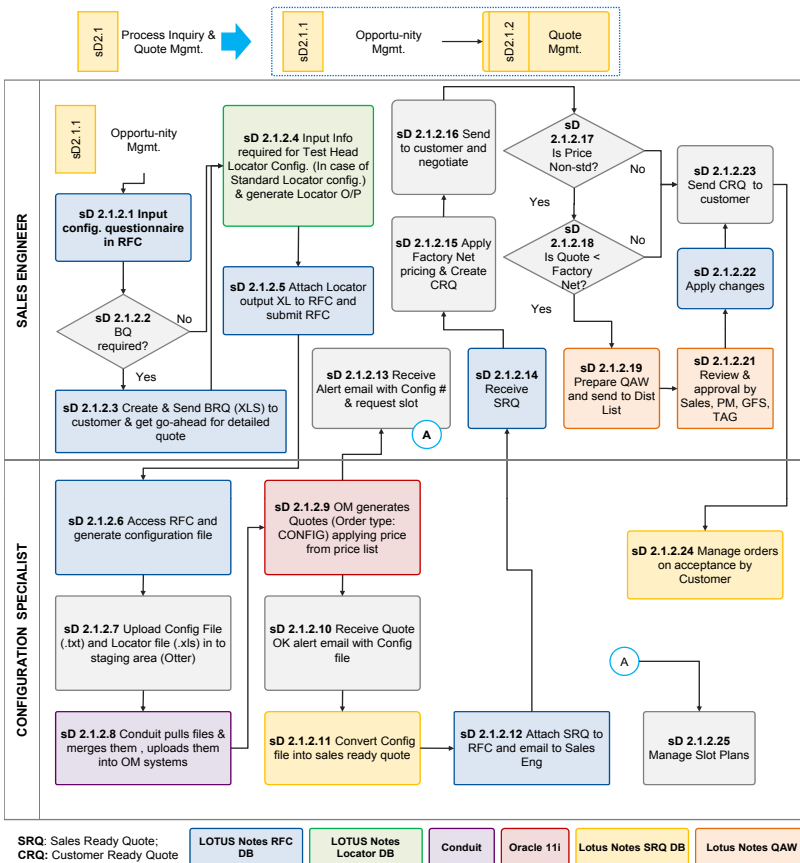 sD2.1
Process Inquiry &
Quote Mgmt.
sD2.1.1
Opportu-nity
Mgmt.
sD2.1.2
Quote
Mgmt.
SALES ENGINEER
sD2.1.1
Opportu-nity
Mgmt.
sD 2.1.2.1 Input
config. questionnaire
in RFC
sD 2.1.2.2
BQ
required?
No
Yes
sD 2.1.2.3 Create & Send BRQ (XLS) to
customer & get go-ahead for detailed
quote
sD 2.1.2.4 Input Info
required for Test Head
Locator Config. (In case of
Standard Locator config.)
& generate Locator O/P
sD 2.1.2.5 Attach Locator
output XL to RFC and
submit RFC
sD 2.1.2.13 Receive
Alert email with Config #
& request slot
A
sD 2.1.2.16 Send
to customer and
negotiate
sD 2.1.2.15 Apply
Factory Net
pricing & Create
CRQ
sD 2.1.2.14
Receive
SRQ
sD
2.1.2.17
Is Price
Non-std?
No
Yes
sD
2.1.2.18
Is Quote <
Factory
Net?
No
Yes
sD 2.1.2.19
Prepare QAW
and send to Dist
List
sD 2.1.2.23
Send CRQ to
customer
sD 2.1.2.22
Apply changes
sD 2.1.2.21
Review &
approval by
Sales, PM, GFS,
TAG
CONFIGURATION SPECIALIST
sD 2.1.2.6 Access RFC and
generate configuration file
sD 2.1.2.7 Upload Config File
(.txt) and Locator file (.xls) in to
staging area (Otter)
sD 2.1.2.8 Conduit pulls files &
merges them , uploads them
into OM systems
sD 2.1.2.9 OM generates
Quotes (Order type:
CONFIG) applying price
from price list
sD 2.1.2.10 Receive Quote
OK alert email with Config
file
sD 2.1.2.11 Convert Config
file into sales ready quote
sD 2.1.2.12 Attach SRQ to
RFC and email to Sales
Eng
sD 2.1.2.24 Manage orders
on acceptance by
Customer
A
sD 2.1.2.25
Manage Slot Plans
SRQ: Sales Ready Quote;
CRQ: Customer Ready Quote
LOTUS Notes RFC
DB
LOTUS Notes
Locator DB
Conduit
Oracle 11i
Lotus Notes SRQ DB
Lotus Notes QAW